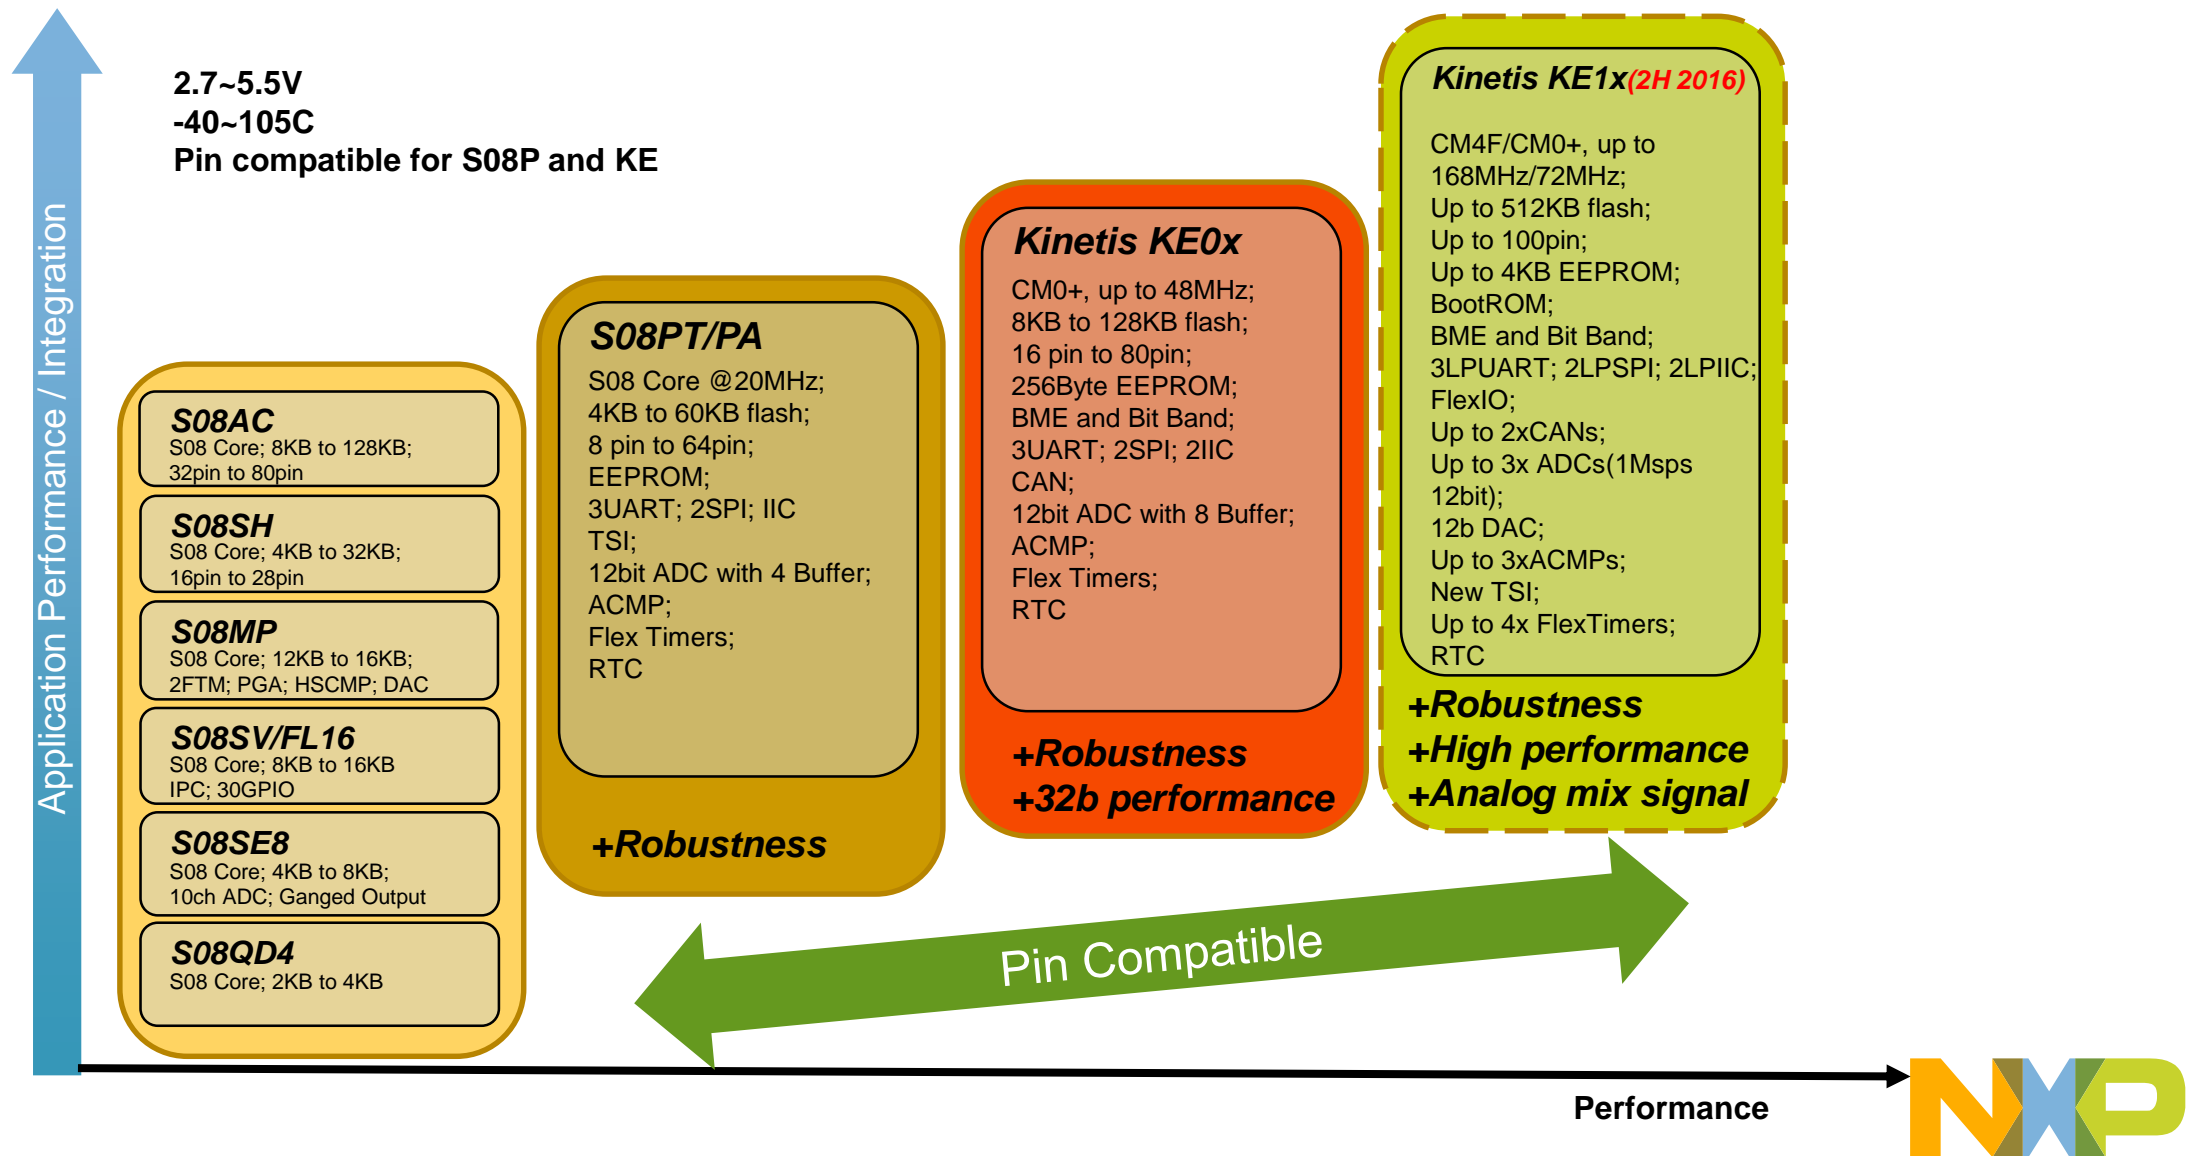 2.7~5.5V
-40~105C
Pin compatible for S08P and KE
Application Performance / Integration
S08AC
S08 Core; 8KB to 128KB;
32pin to 80pin
S08SH
S08 Core; 4KB to 32KB;
16pin to 28pin
S08MP
S08 Core; 12KB to 16KB;
2FTM; PGA; HSCMP; DAC
S08SV/FL16
S08 Core; 8KB to 16KB
IPC; 30GPIO
S08SE8
S08 Core; 4KB to 8KB;
10ch ADC; Ganged Output
S08QD4
S08 Core; 2KB to 4KB
S08PT/PA
S08 Core @20MHz;
4KB to 60KB flash;
8 pin to 64pin;
EEPROM;
3UART; 2SPI; IIC
TSI;
12bit ADC with 4 Buffer;
ACMP;
Flex Timers;
RTC
+Robustness
Kinetis KE0x
CM0+, up to 48MHz;
8KB to 128KB flash;
16 pin to 80pin;
256Byte EEPROM;
BME and Bit Band;
3UART; 2SPI; 2IIC
CAN;
12bit ADC with 8 Buffer;
ACMP;
Flex Timers;
RTC
+Robustness
+32b performance
Kinetis KE1x(2H 2016)
CM4F/CM0+, up to
168MHz/72MHz;
Up to 512KB flash;
Up to 100pin;
Up to 4KB EEPROM;
BootROM;
BME and Bit Band;
3LPUART; 2LPSPI; 2LPIIC;
FlexIO;
Up to 2xCANs;
Up to 3x ADCs(1Msps
12bit);
12b DAC;
Up to 3xACMPs;
New TSI;
Up to 4x FlexTimers;
RTC
+Robustness
+High performance
+Analog mix signal
Pin Compatible
Performance
NXP